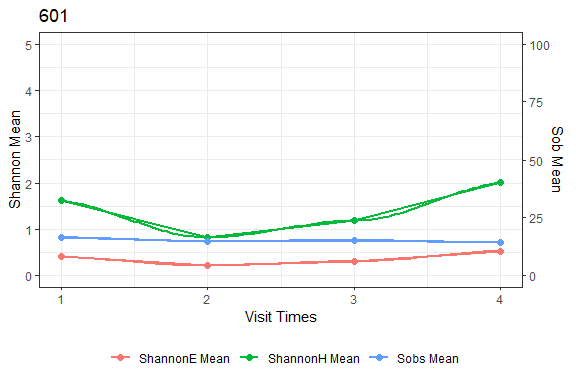 601
5
4
3
2
1
0
Shannon Mean
100
75
50
25
0
Sob Mean
1 2 3 4
Visit Times
ShannonE Mean ShannonH Mean Sobs Mean